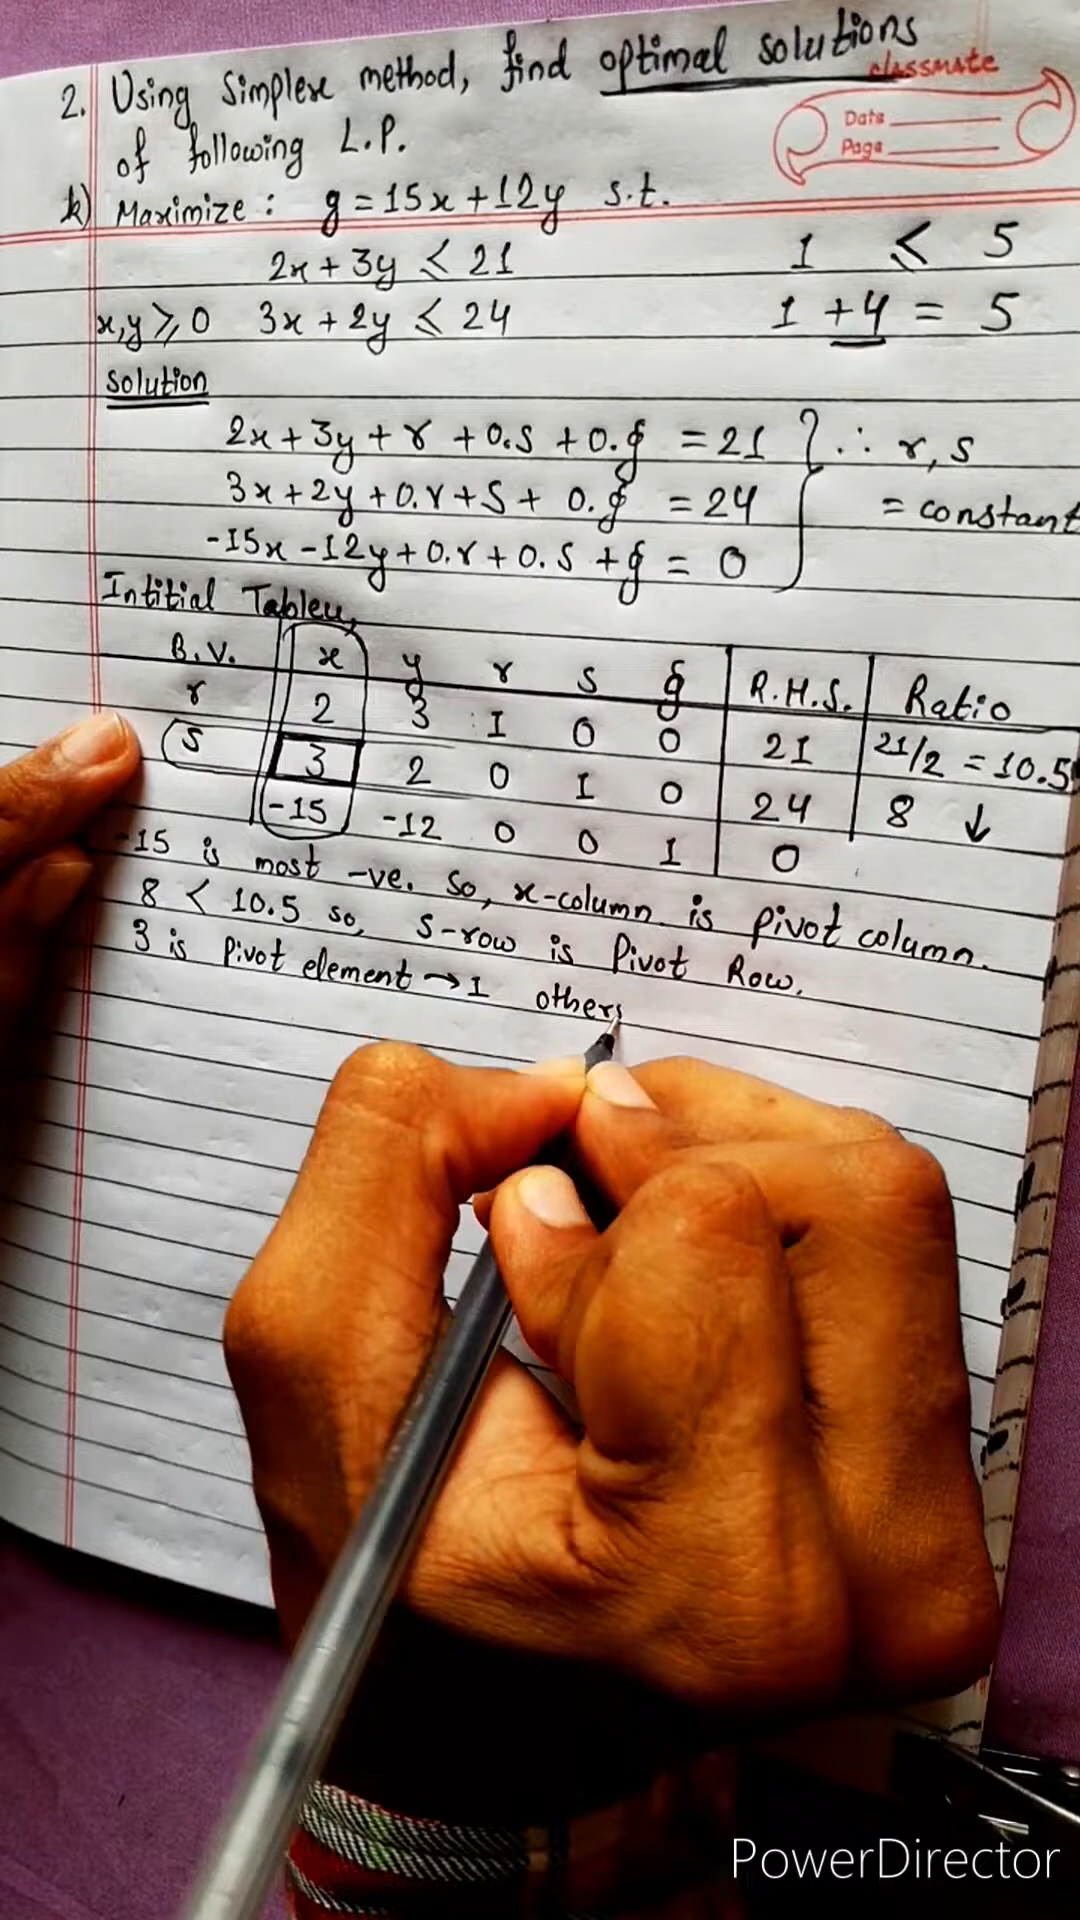 2. Using Simplex method, find optimal solutions
classmate
of following L.P.
Date
Page
k) Maximize: g = 15x + 12y s.t.
2x + 3y ≤ 21
1 ≤ 5
x,y ≥ 0 3x + 2y ≤ 24
1 + 4 = 5
Solution
2x + 3y + r + 0.s + 0.g = 21 } ∴ r, s
3x + 2y + 0.r + s + 0.g = 24 = constant
-15x - 12y + 0.r + 0.s + g = 0
Intitial Tableu,
B.V. x y r s g R.H.S. Ratio
r 2 3 1 0 0 21 21/2 = 10.5
s 3 2 0 1 0 24 8 ↓
-15 -12 0 0 1 0
-15 is most -ve. so, x-column is pivot column.
8 < 10.5 so, s-row is Pivot Row.
3 is Pivot element → 1 others
PowerDirector